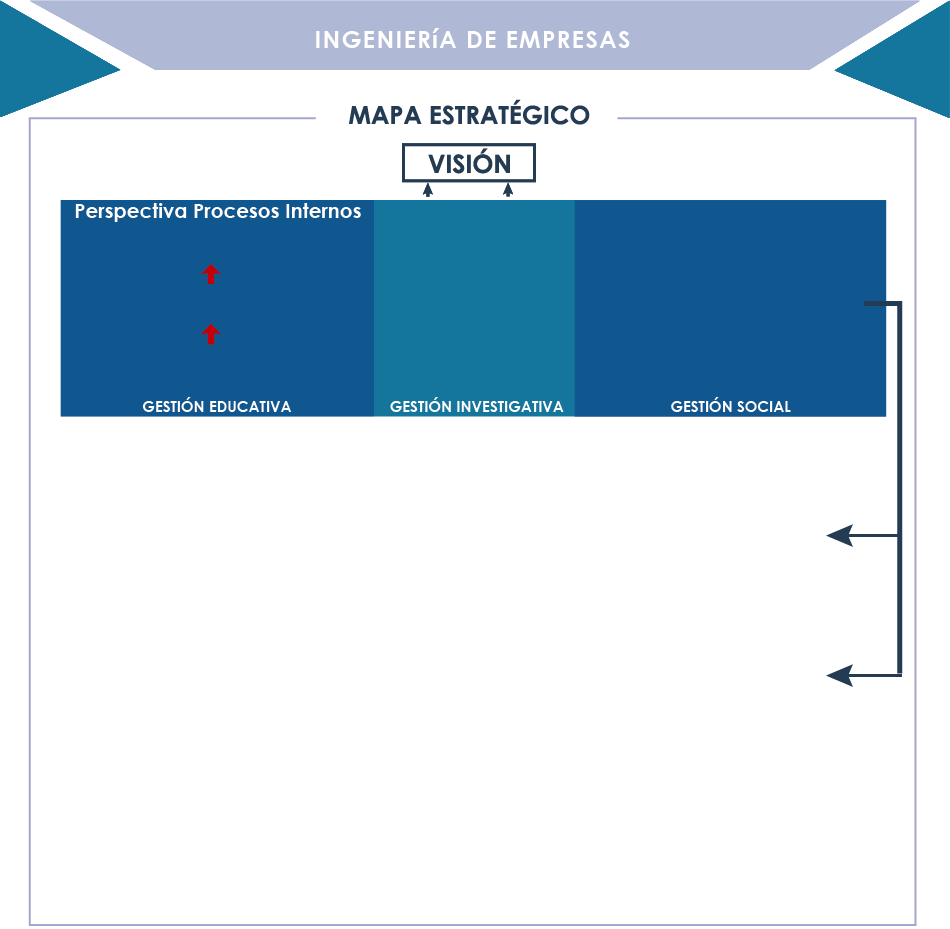 INGENIERíA DE EMPRESAS
MAPA ESTRATÉGICO
VISIÓN
Perspectiva Procesos Internos
GESTIÓN EDUCATIVA
GESTIÓN INVESTIGATIVA
GESTIÓN SOCIAL